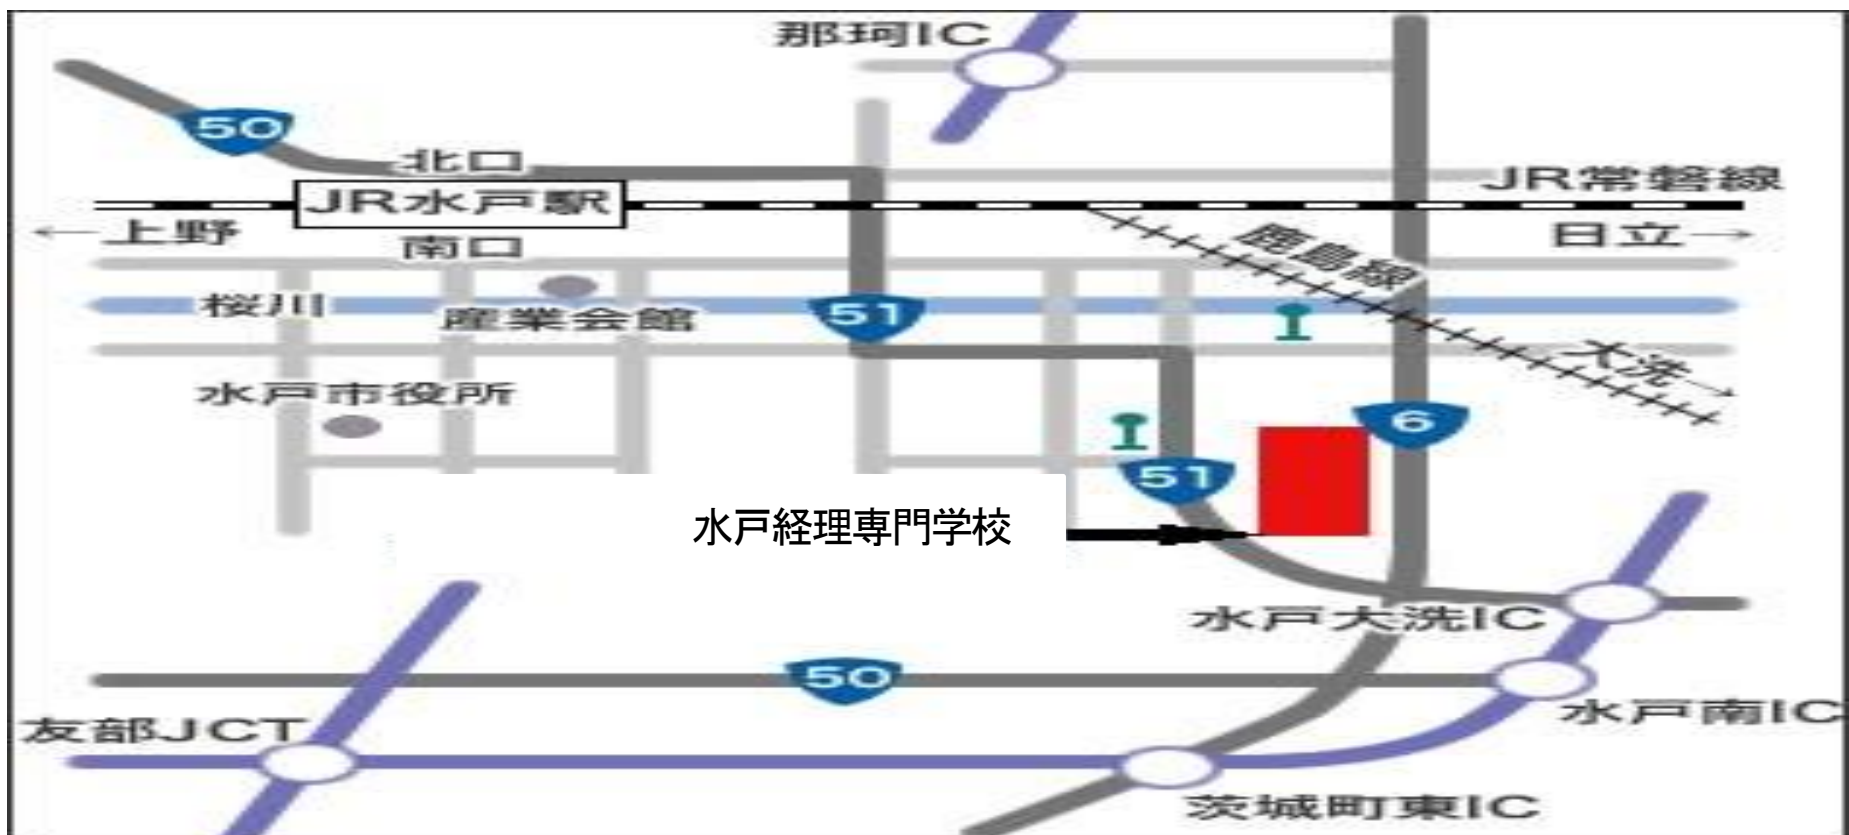 那珂IC
50
北口
JR水戸駅
JR常磐線
←上野
南口
日立→
鹿島線
桜川
産業会館
51
大洗→
水戸市役所
6
51
水戸経理専門学校
水戸大洗IC
50
水戸南IC
友部JCT
茨城町東IC